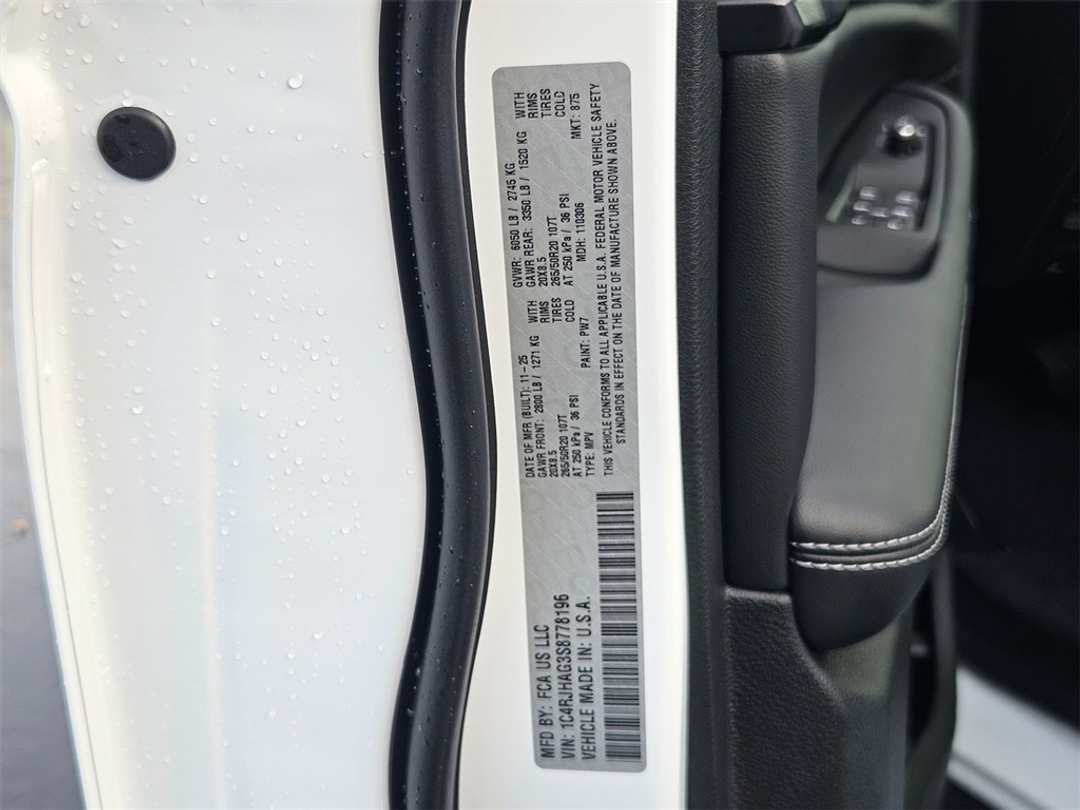 MFD BY: FCA US LLC
VIN: 1C4RJHAG3S8778196
VEHICLE MADE IN: U.S.A.
DATE OF MFR (BUILT): 11-25 GVWR: 6050 LB / 2745 KG
GAWR FRONT: 2800 LB / 1271 KG WITH GAWR REAR: 3350 LB / 1520 KG WITH
20X8.5 RIMS 20X8.5 RIMS
265/50R20 107T TIRES 265/50R20 107T TIRES
AT 250 kPa / 36 PSI COLD AT 250 kPa / 36 PSI COLD
TYPE: MPV PAINT: PW7 MDH: 110306 MKT: 875
THIS VEHICLE CONFORMS TO ALL APPLICABLE U.S.A. FEDERAL MOTOR VEHICLE SAFETY
STANDARDS IN EFFECT ON THE DATE OF MANUFACTURE SHOWN ABOVE.